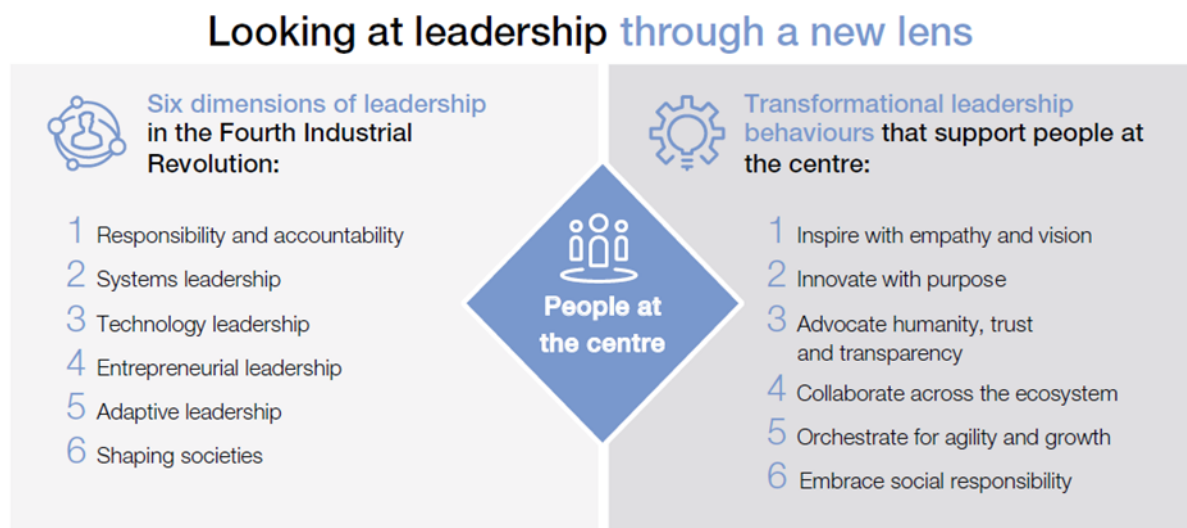 Looking at leadership through a new lens
Six dimensions of leadership
in the Fourth Industrial
Revolution:
1 Responsibility and accountability
2 Systems leadership
3 Technology leadership
4 Entrepreneurial leadership
5 Adaptive leadership
6 Shaping societies
People at
the centre
Transformational leadership
behaviours that support people at
the centre:
1 Inspire with empathy and vision
2 Innovate with purpose
3 Advocate humanity, trust
and transparency
4 Collaborate across the ecosystem
5 Orchestrate for agility and growth
6 Embrace social responsibility